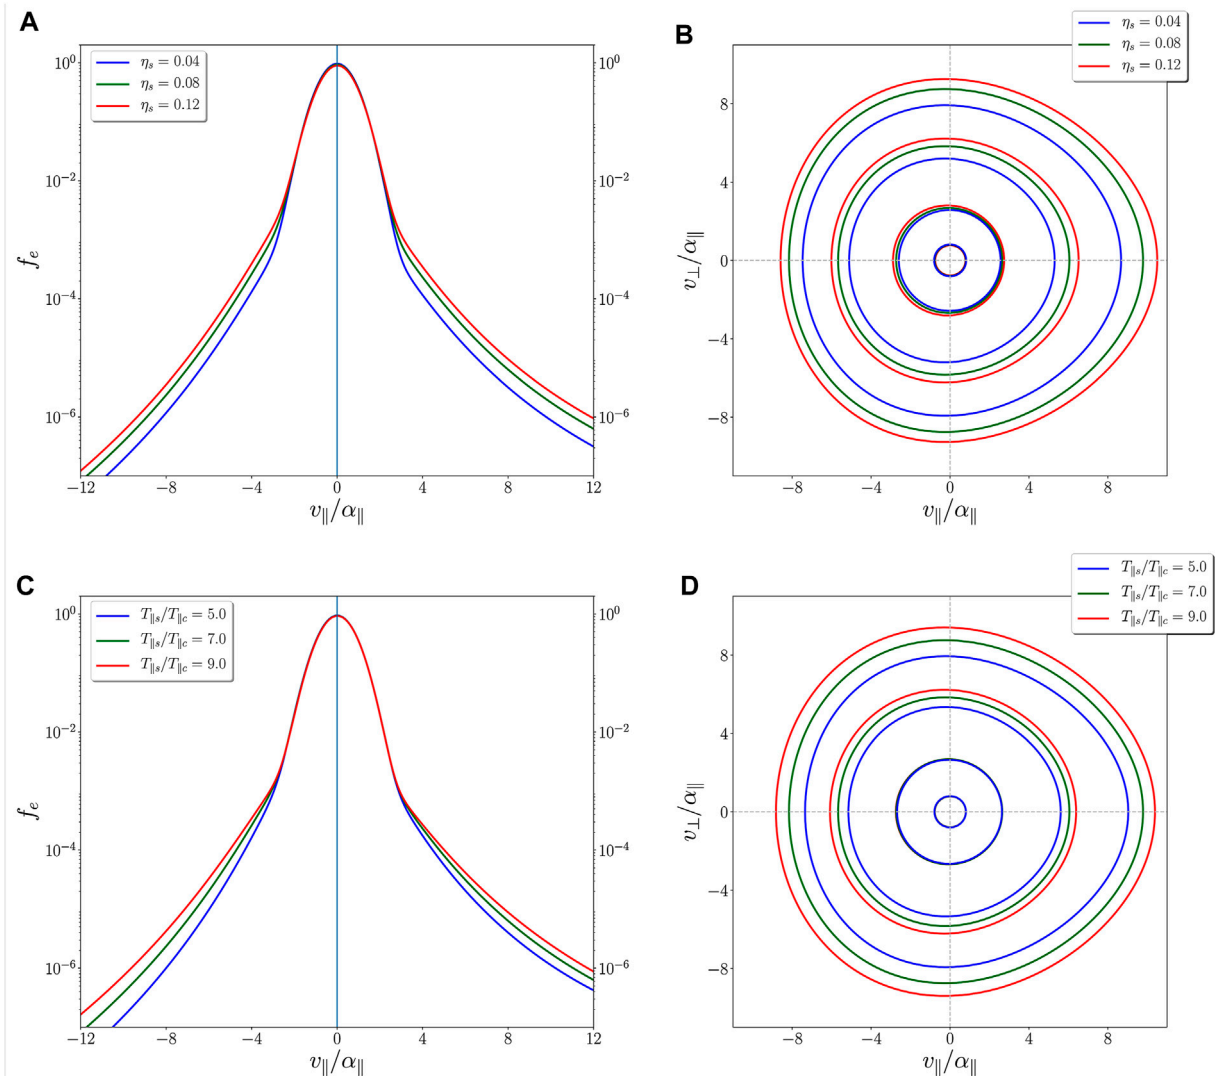 A
η_s = 0.04
η_s = 0.08
η_s = 0.12
10^0
10^−2
10^−4
10^−6
f_e
10^0
10^−2
10^−4
10^−6
−12 −8 −4 0 4 8 12
v_∥/α_∥
B
η_s = 0.04
η_s = 0.08
η_s = 0.12
8
4
0
−4
−8
v_⊥/α_∥
−8 −4 0 4 8
v_∥/α_∥
C
T_∥s/T_∥c = 5.0
T_∥s/T_∥c = 7.0
T_∥s/T_∥c = 9.0
10^0
10^−2
10^−4
10^−6
f_e
10^0
10^−2
10^−4
10^−6
−12 −8 −4 0 4 8 12
v_∥/α_∥
D
T_∥s/T_∥c = 5.0
T_∥s/T_∥c = 7.0
T_∥s/T_∥c = 9.0
8
4
0
−4
−8
v_⊥/α_∥
−8 −4 0 4 8
v_∥/α_∥